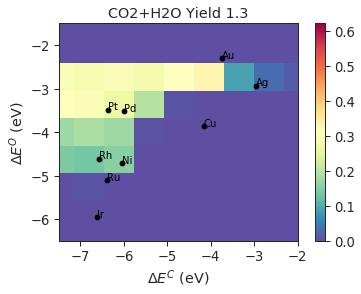 CO2+H2O Yield 1.3
−2
−3
−4
−5
−6
ΔE^O (eV)
Au
Ag
Pt
Pd
Cu
Rh
Ni
Ru
Ir
−7
−6
−5
−4
−3
−2
ΔE^C (eV)
0.6
0.5
0.4
0.3
0.2
0.1
0.0